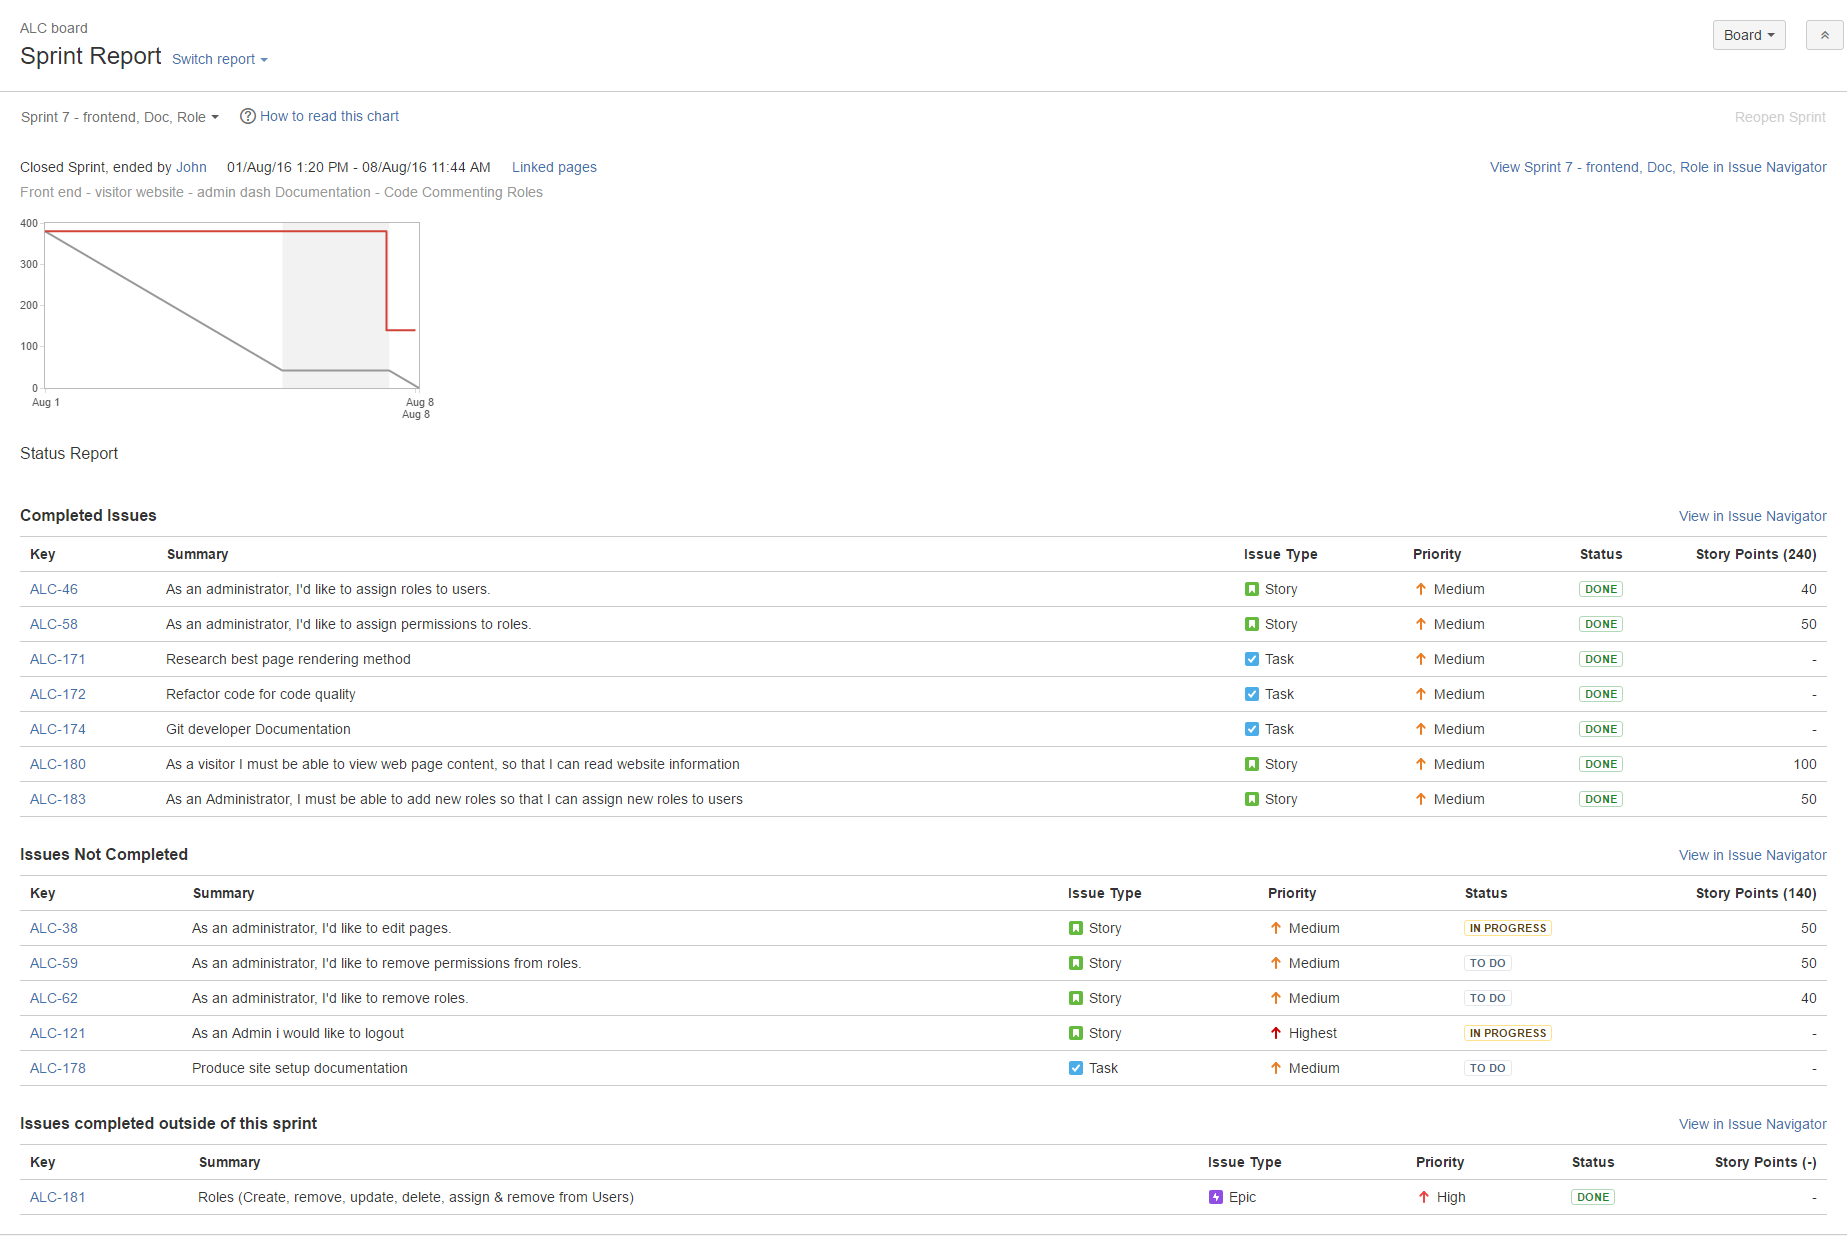 ALC board
Sprint Report Switch report
Board
Sprint 7 - frontend, Doc, Role How to read this chart Reopen Sprint
Closed Sprint, ended by John 01/Aug/16 1:20 PM - 08/Aug/16 11:44 AM Linked pages View Sprint 7 - frontend, Doc, Role in Issue Navigator
Front end - visitor website - admin dash Documentation - Code Commenting Roles
400
300
200
100
0
Aug 1 Aug 8
Aug 8
Status Report
Completed Issues View in Issue Navigator
Key Summary Issue Type Priority Status Story Points (240)
ALC-46 As an administrator, I'd like to assign roles to users. Story Medium DONE 40
ALC-58 As an administrator, I'd like to assign permissions to roles. Story Medium DONE 50
ALC-171 Research best page rendering method Task Medium DONE -
ALC-172 Refactor code for code quality Task Medium DONE -
ALC-174 Git developer Documentation Task Medium DONE -
ALC-180 As a visitor I must be able to view web page content, so that I can read website information Story Medium DONE 100
ALC-183 As an Administrator, I must be able to add new roles so that I can assign new roles to users Story Medium DONE 50
Issues Not Completed View in Issue Navigator
Key Summary Issue Type Priority Status Story Points (140)
ALC-38 As an administrator, I'd like to edit pages. Story Medium IN PROGRESS 50
ALC-59 As an administrator, I'd like to remove permissions from roles. Story Medium TO DO 50
ALC-62 As an administrator, I'd like to remove roles. Story Medium TO DO 40
ALC-121 As an Admin i would like to logout Story Highest IN PROGRESS -
ALC-178 Produce site setup documentation Task Medium TO DO -
Issues completed outside of this sprint View in Issue Navigator
Key Summary Issue Type Priority Status Story Points (-)
ALC-181 Roles (Create, remove, update, delete, assign & remove from Users) Epic High DONE -